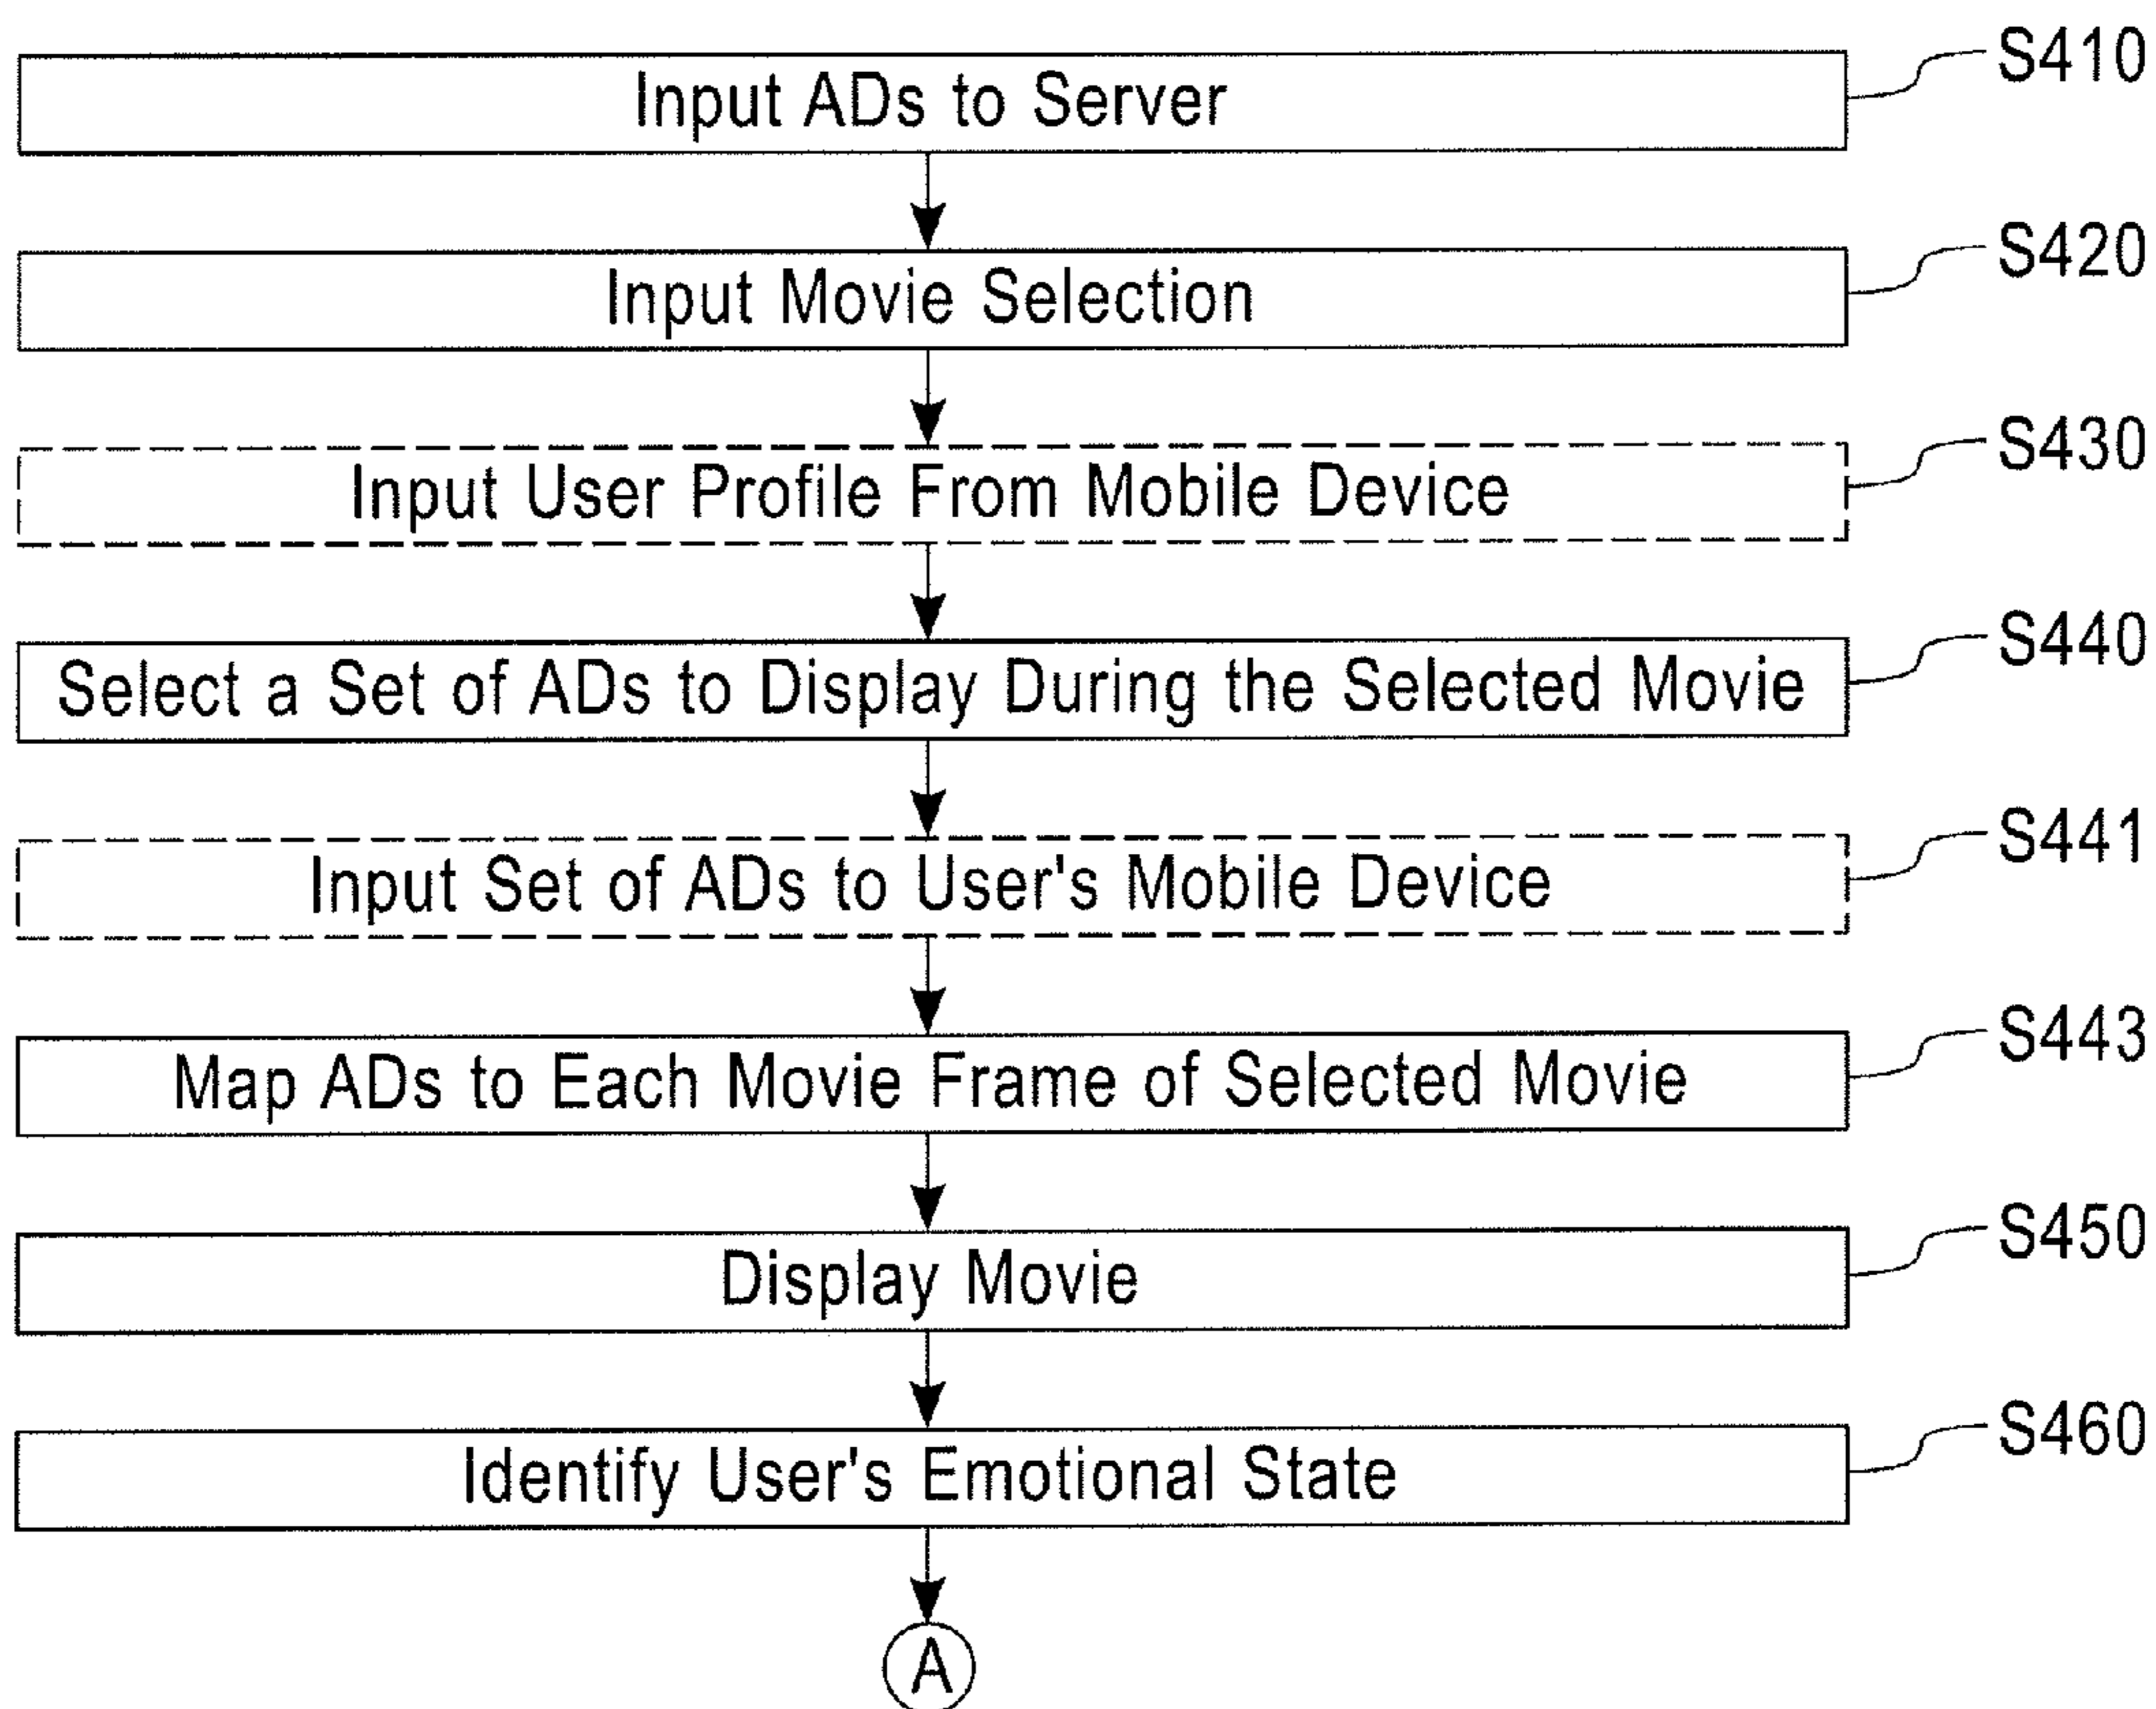 S410
Input ADs to Server
S420
Input Movie Selection
S430
Input User Profile From Mobile Device
S440
Select a Set of ADs to Display During the Selected Movie
S441
Input Set of ADs to User's Mobile Device
S443
Map ADs to Each Movie Frame of Selected Movie
S450
Display Movie
S460
Identify User's Emotional State
A